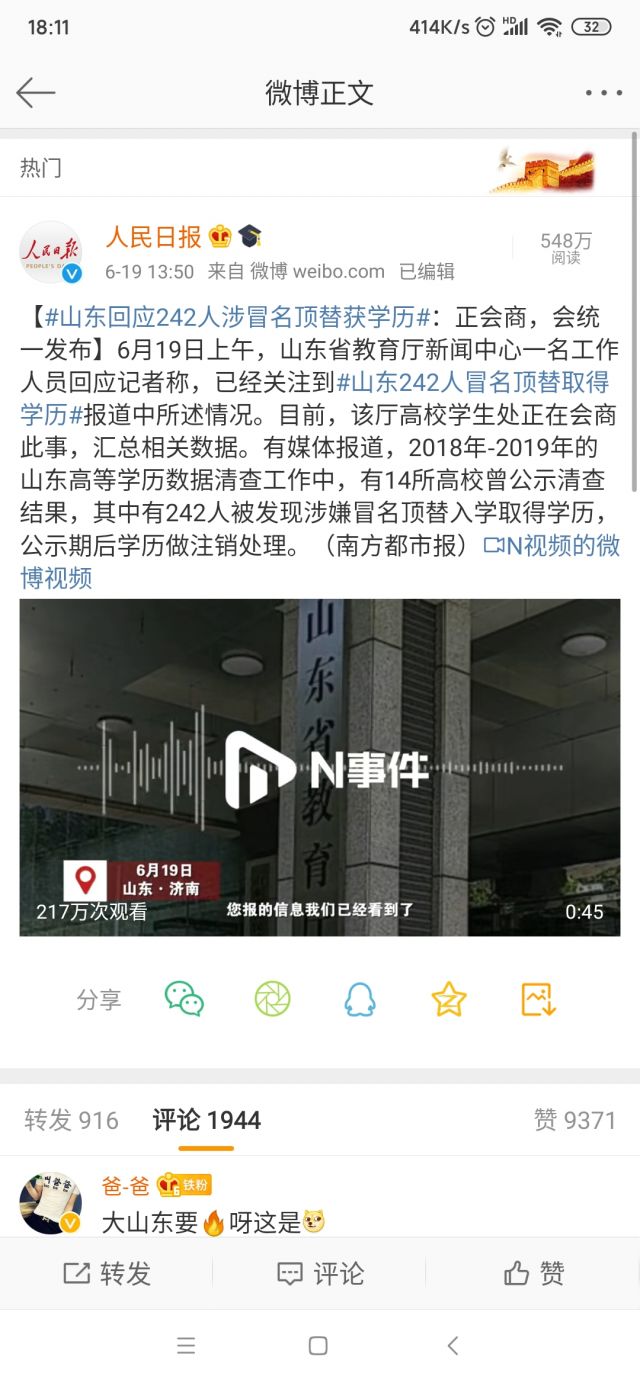 18:11
414K/s HD 32
微博正文
热门
人民日报
PEOPLE'S D
人民日报
548万
阅读
6-19 13:50 来自 微博 weibo.com 已编辑
【#山东回应242人涉冒名顶替获学历#：正会商，会统
一发布】6月19日上午，山东省教育厅新闻中心一名工作
人员回应记者称，已经关注到#山东242人冒名顶替取得
学历#报道中所述情况。目前，该厅高校学生处正在会商
此事，汇总相关数据。有媒体报道，2018年-2019年的
山东高等学历数据清查工作中，有14所高校曾公示清查
结果，其中有242人被发现涉嫌冒名顶替入学取得学历，
公示期后学历做注销处理。（南方都市报）N视频的微
博视频
山东省教育
N事件
6月19日
山东·济南
217万次观看
您报的信息我们已经看到了
0:45
分享
转发 916 评论 1944 赞 9371
叫爸爸
爸-爸 6 铁粉
大山东要🔥呀这是
转发 评论 赞